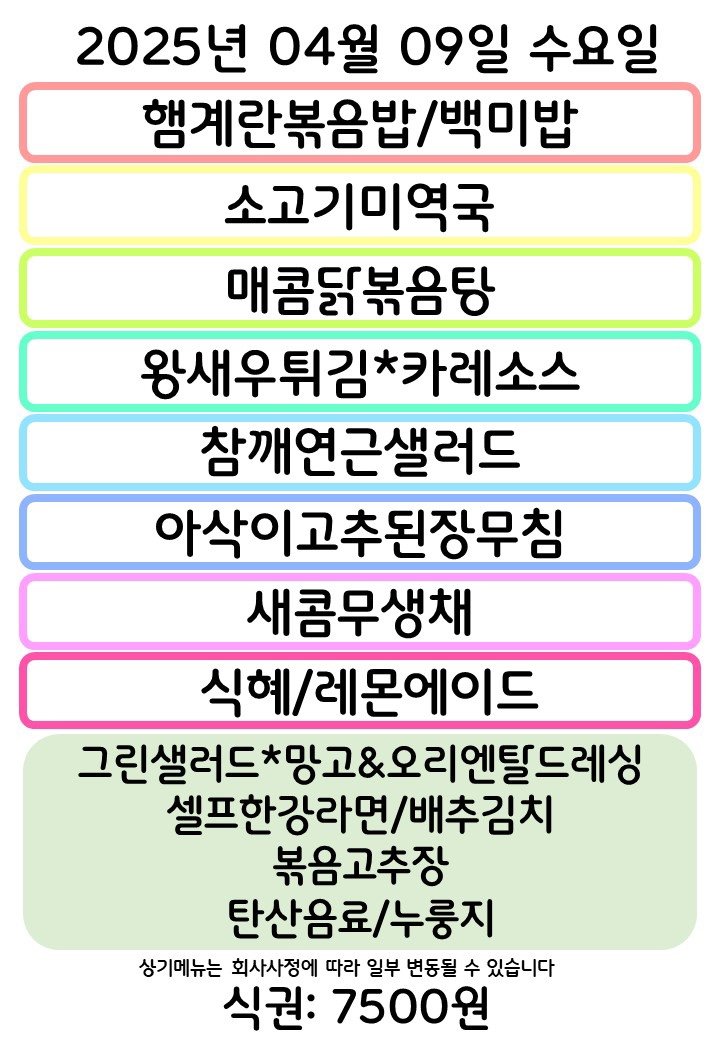 2025년 04월 09일 수요일
햄계란볶음밥/백미밥
소고기미역국
매콤닭볶음탕
왕새우튀김*카레소스
참깨연근샐러드
아삭이고추된장무침
새콤무생채
식혜/레몬에이드
그린샐러드*망고&오리엔탈드레싱
셀프한강라면/배추김치
볶음고추장
탄산음료/누룽지
상기메뉴는 회사사정에 따라 일부 변동될 수 있습니다
식권: 7500원